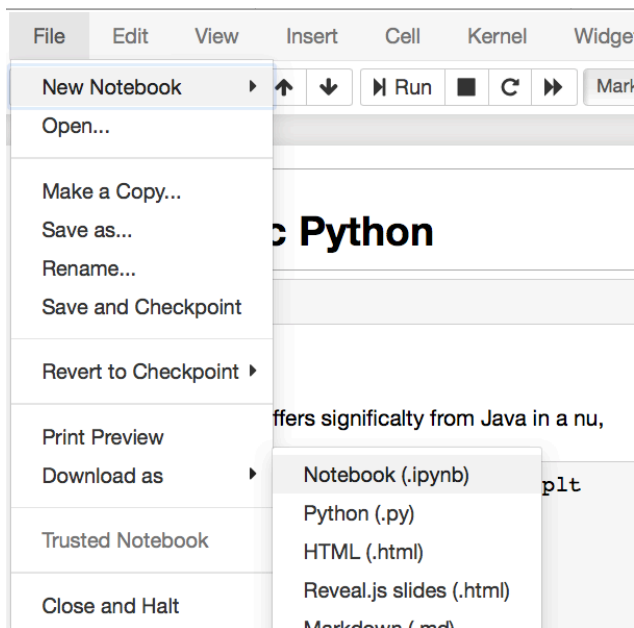 File Edit View Insert Cell Kernel Widge
New Notebook
Run Mark
Open...
Make a Copy...
Save as...
c Python
Rename...
Save and Checkpoint
Revert to Checkpoint
ffers significalty from Java in a nu,
Print Preview
Download as
Notebook (.ipynb)
plt
Python (.py)
Trusted Notebook
HTML (.html)
Reveal.js slides (.html)
Close and Halt
Markdown (.md)